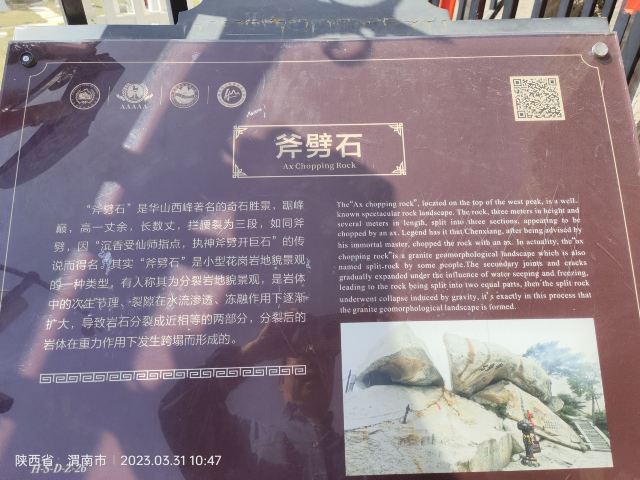 AAAAA
斧劈石
Ax Chopping Rock
“斧劈石”是华山西峰著名的奇石胜景，踞峰
巅，高一丈余，长数丈，拦腰裂为三段，如同斧
劈，因“沉香受仙师指点，执神斧劈开巨石”的传
说而得名。其实“斧劈石”是小型花岗岩地貌景观
的一种类型。有人称其为分裂岩地貌景观，是岩体
中的次生节理、裂隙在水流渗透、冻融作用下逐渐
扩大，导致岩石分裂成近相等的两部分，分裂后的
岩体在重力作用下发生垮塌而形成的。
The"Ax chopping rock", located on the top of the west peak, is a well-
known spectacular rock landscape. The rock, three meters in height and
several meters in length, split into three sections, appearing to be
chopped by an ax. Legend has it that Chenxiang, after being advised by
his immortal master, chopped the rock with an ax. In actuality, the"ax
chopping rock"is a granite geomorphological landscape which is also
named split-rock by some people.The secondary joints and cracks
gradually expanded under the influence of water seeping and freezing,
leading to the rock being split into two equal parts, then the split rock
underwent collapse induced by gravity, it's exactly in this process that
the granite geomorphological landscape is formed.
H-S-D-Z-20
陕西省，渭南市 | 2023.03.31 10:47